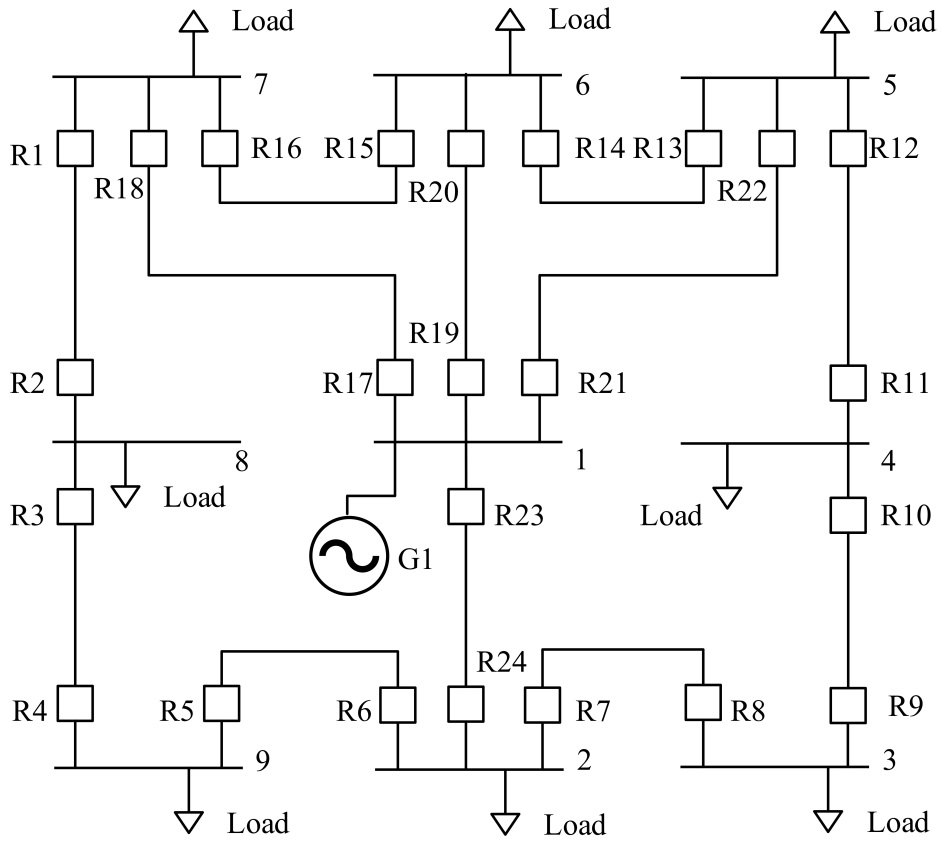 Load Load Load
7 6 5
R1 R16 R15 R14 R13 R12
R18 R20 R22
R19
R2 R17 R21 R11
8 1 4
R3 Load R23 Load R10
G1
R24
R4 R5 R6 R7 R8 R9
9 2 3
Load Load Load